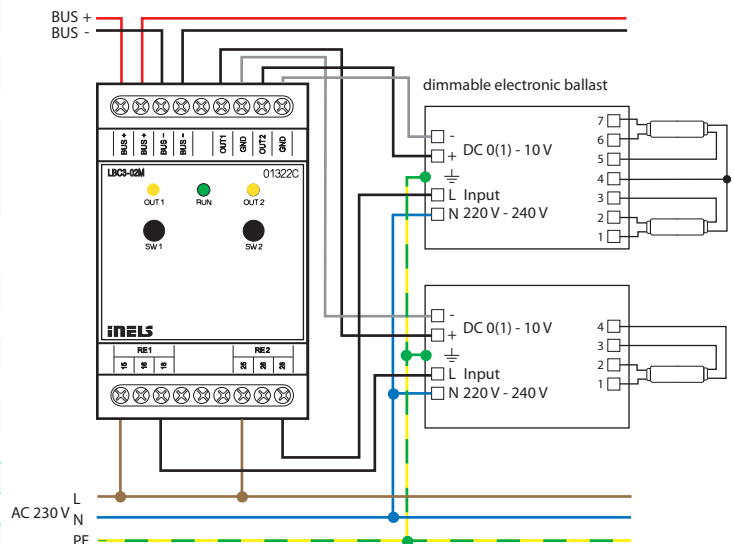 BUS +
BUS -
BUS + BUS + BUS - BUS - OUT1 GND OUT2 GND
LBC3-02M 01322C
OUT 1 RUN OUT 2
SW 1 SW 2
iNELS
RE1 RE2
15 16 18 25 26 28
dimmable electronic ballast
-
+
DC 0(1) - 10 V
L Input
N 220 V - 240 V
7
6
5
4
3
2
1
-
+
DC 0(1) - 10 V
L Input
N 220 V - 240 V
4
3
2
1
AC 230 V
L
N
PE